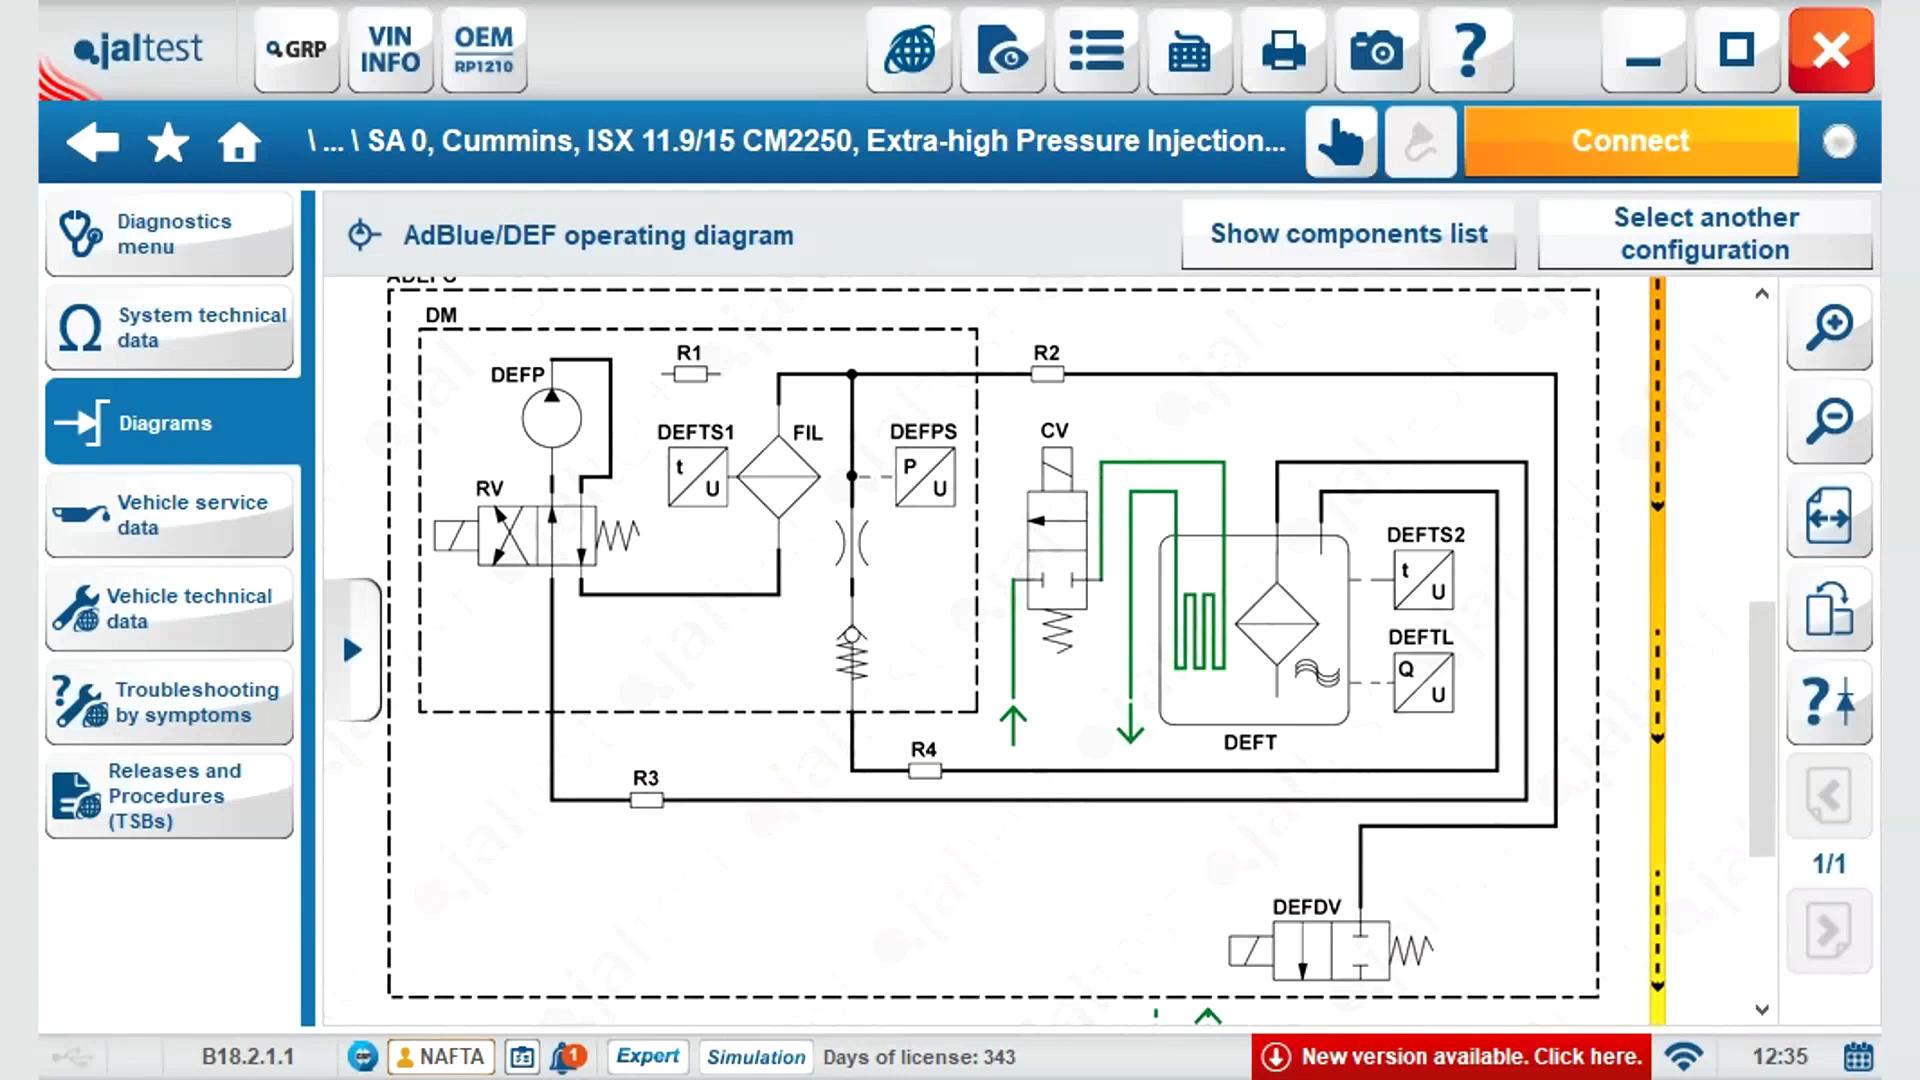 jaltest
GRP
VIN
INFO
OEM
RP1210
?
\ ... \ SA 0, Cummins, ISX 11.9/15 CM2250, Extra-high Pressure Injection...
Connect
Diagnostics
menu
System technical
data
Diagrams
Vehicle service
data
Vehicle technical
data
Troubleshooting
by symptoms
Releases and
Procedures
(TSBs)
AdBlue/DEF operating diagram
Show components list
Select another
configuration
DM
DEFP
R1
R2
DEFTS1
t
U
FIL
DEFPS
P
U
CV
RV
DEFTS2
t
U
DEFTL
Q
U
DEFT
R4
R3
DEFDV
?
1/1
B18.2.1.1
NAFTA
1
Expert
Simulation
Days of license: 343
New version available. Click here.
12:35